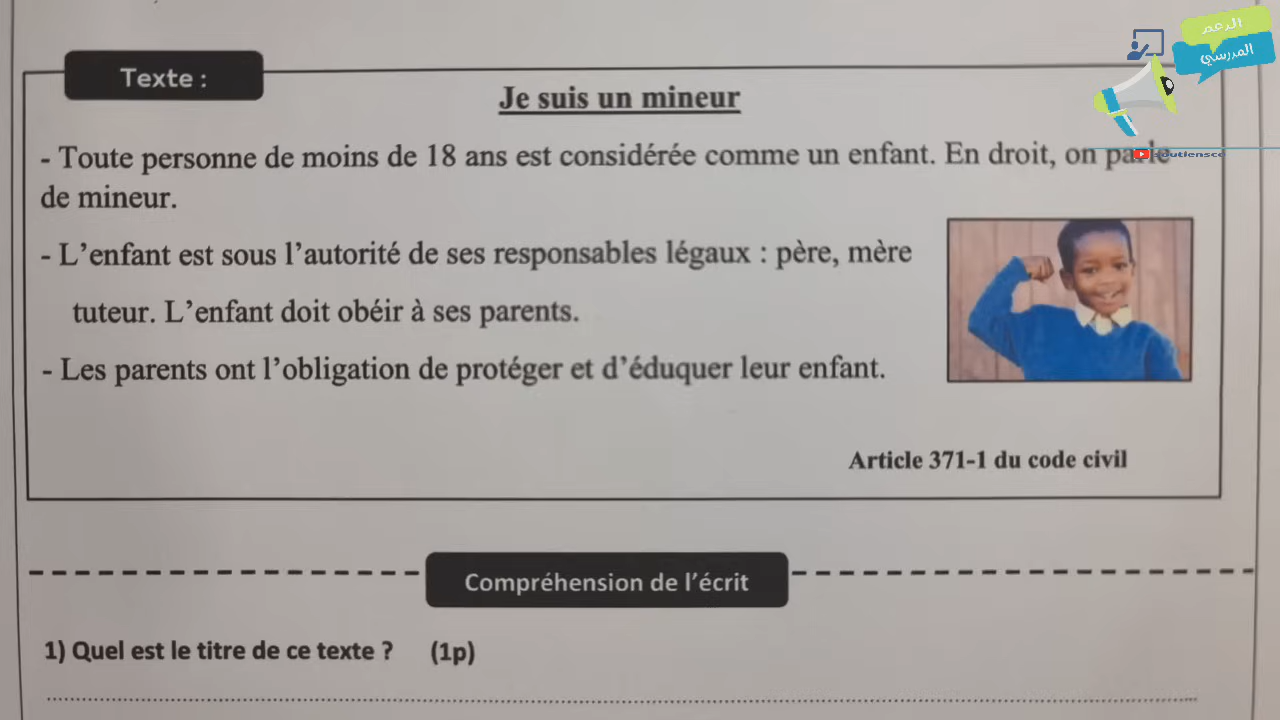 الدعم
المدرسي
Texte :
Je suis un mineur
- Toute personne de moins de 18 ans est considérée comme un enfant. En droit, on parle
de mineur.
- L'enfant est sous l'autorité de ses responsables légaux : père, mère
tuteur. L'enfant doit obéir à ses parents.
- Les parents ont l'obligation de protéger et d'éduquer leur enfant.
Article 371-1 du code civil
Compréhension de l'écrit
1) Quel est le titre de ce texte ? (1p)